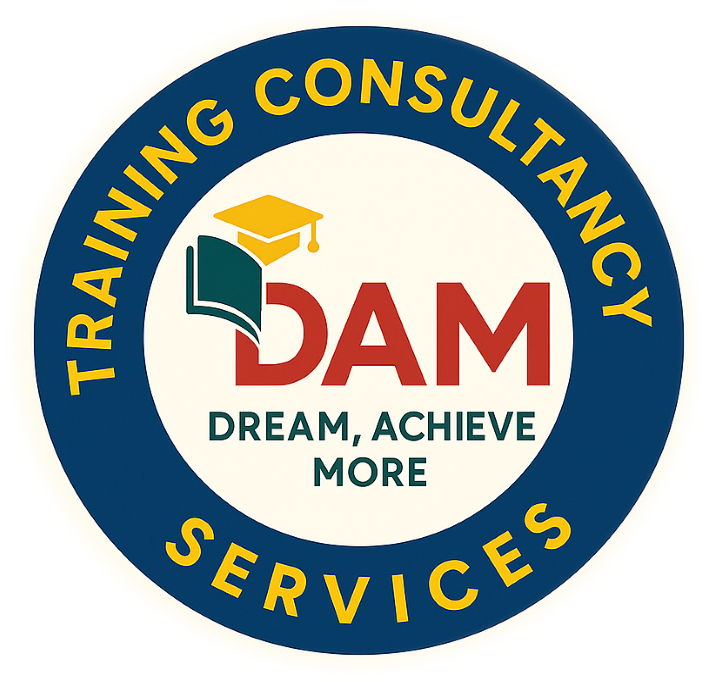 TRAINING CONSULTANCY
DAM
DREAM, ACHIEVE
MORE
SERVICES